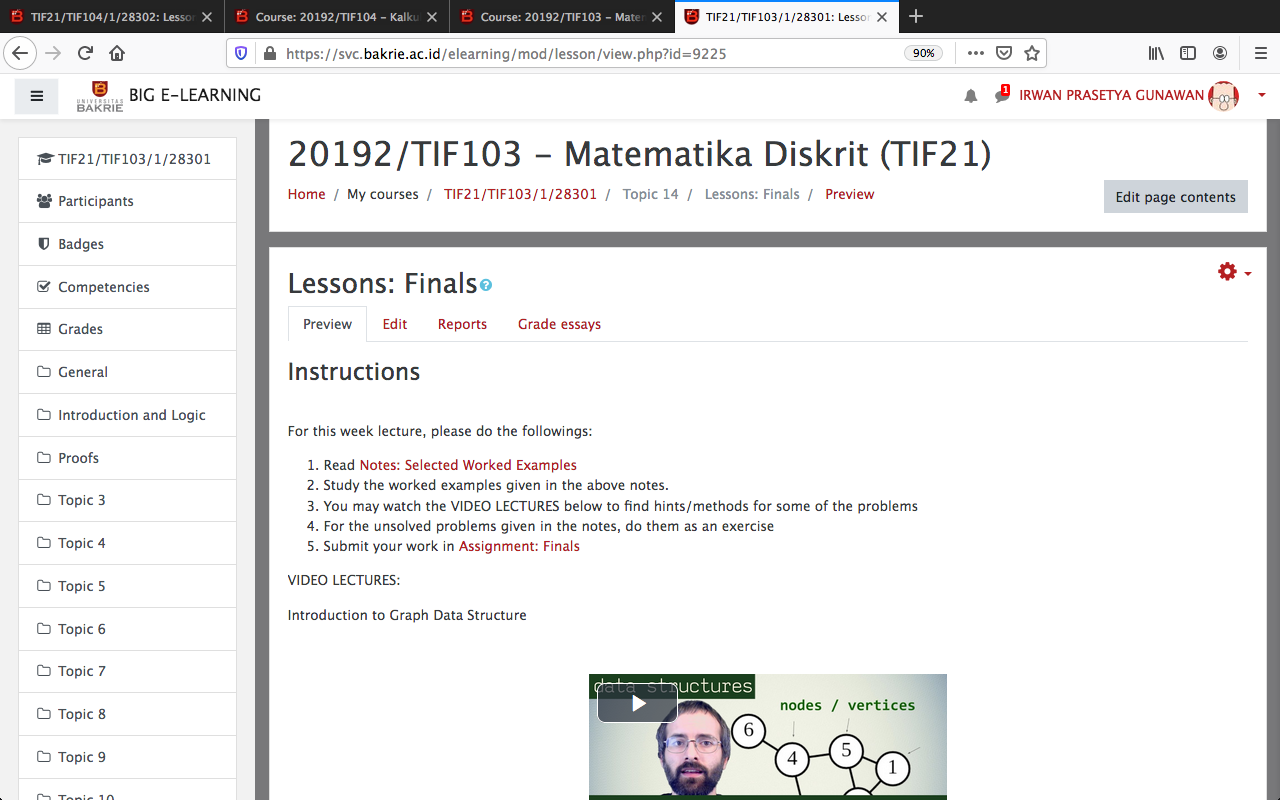 TIF21/TIF104/1/28302: Lesson
Course: 20192/TIF104 – Kalku
Course: 20192/TIF103 – Matem
TIF21/TIF103/1/28301: Lesson
https://svc.bakrie.ac.id/elearning/mod/lesson/view.php?id=9225
90%
UNIVERSITAS
BAKRIE
BIG E-LEARNING
1
IRWAN PRASETYA GUNAWAN
TIF21/TIF103/1/28301
Participants
Badges
Competencies
Grades
General
Introduction and Logic
Proofs
Topic 3
Topic 4
Topic 5
Topic 6
Topic 7
Topic 8
Topic 9
Topic 10
20192/TIF103 – Matematika Diskrit (TIF21)
Home / My courses / TIF21/TIF103/1/28301 / Topic 14 / Lessons: Finals / Preview
Edit page contents
Lessons: Finals
Preview Edit Reports Grade essays
Instructions
For this week lecture, please do the followings:
1. Read Notes: Selected Worked Examples
2. Study the worked examples given in the above notes.
3. You may watch the VIDEO LECTURES below to find hints/methods for some of the problems
4. For the unsolved problems given in the notes, do them as an exercise
5. Submit your work in Assignment: Finals
VIDEO LECTURES:
Introduction to Graph Data Structure
data structures
nodes / vertices
6
4
5
1